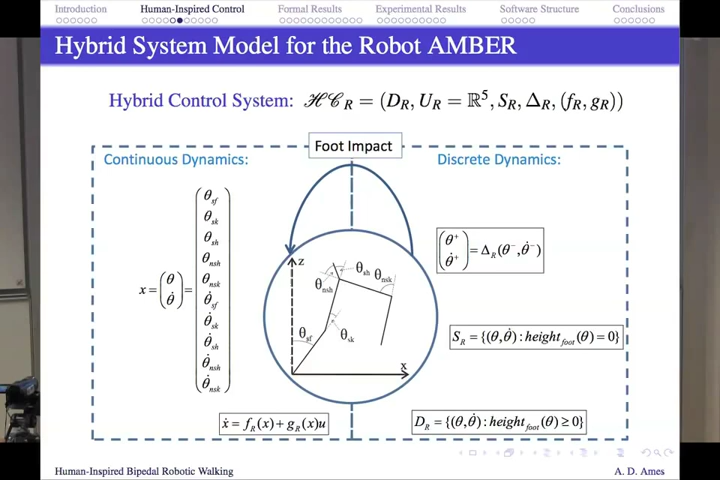 Introduction Human-Inspired Control Formal Results Experimental Results Software Structure Conclusions
Hybrid System Model for the Robot AMBER
Hybrid Control System: ℋ𝒞_R = (D_R, U_R = ℝ^5, S_R, Δ_R, (f_R, g_R))
Foot Impact
Continuous Dynamics:
Discrete Dynamics:
x = (θ θ̇) = (θ_sf
θ_sk
θ_sh
θ_nsh
θ_nsk
θ̇_sf
θ̇_sk
θ̇_sh
θ̇_nsh
θ̇_nsk)
z
θ_sh
θ_nsk
θ_nsh
θ_sf
θ_sk
x
(θ^+ θ̇^+) = Δ_R(θ^-, θ̇^-)
S_R = {(θ, θ̇) : height_foot(θ) = 0}
ẋ = f_R(x) + g_R(x)u
D_R = {(θ, θ̇) : height_foot(θ) ≥ 0}
Human-Inspired Bipedal Robotic Walking
A. D. Ames